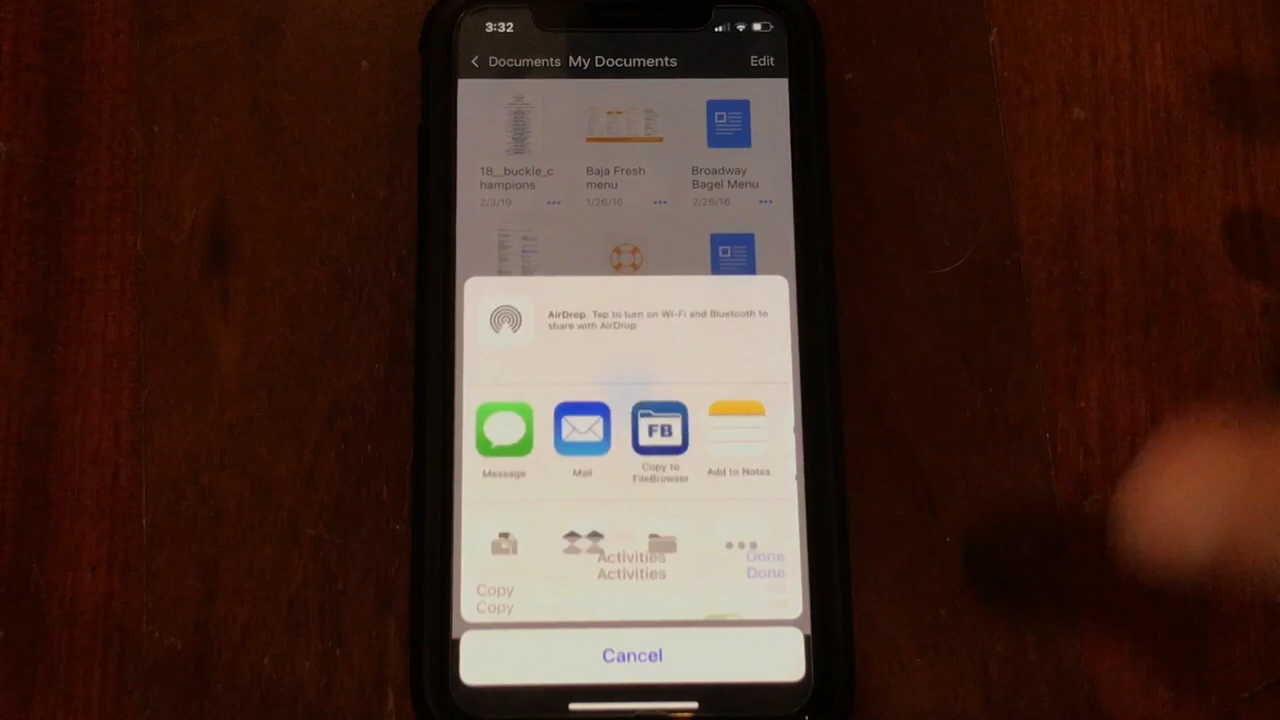 3:32
Documents My Documents Edit
18__buckle_c
hampions
2/3/19
Baja Fresh
menu
1/26/16
Broadway
Bagel Menu
2/26/16
AirDrop. Tap to turn on Wi-Fi and Bluetooth to
share with AirDrop
FB
Message
Mail
Copy to
FileBrowser
Add to Notes
Activities
Done
Activities
Done
Copy
Copy
Cancel